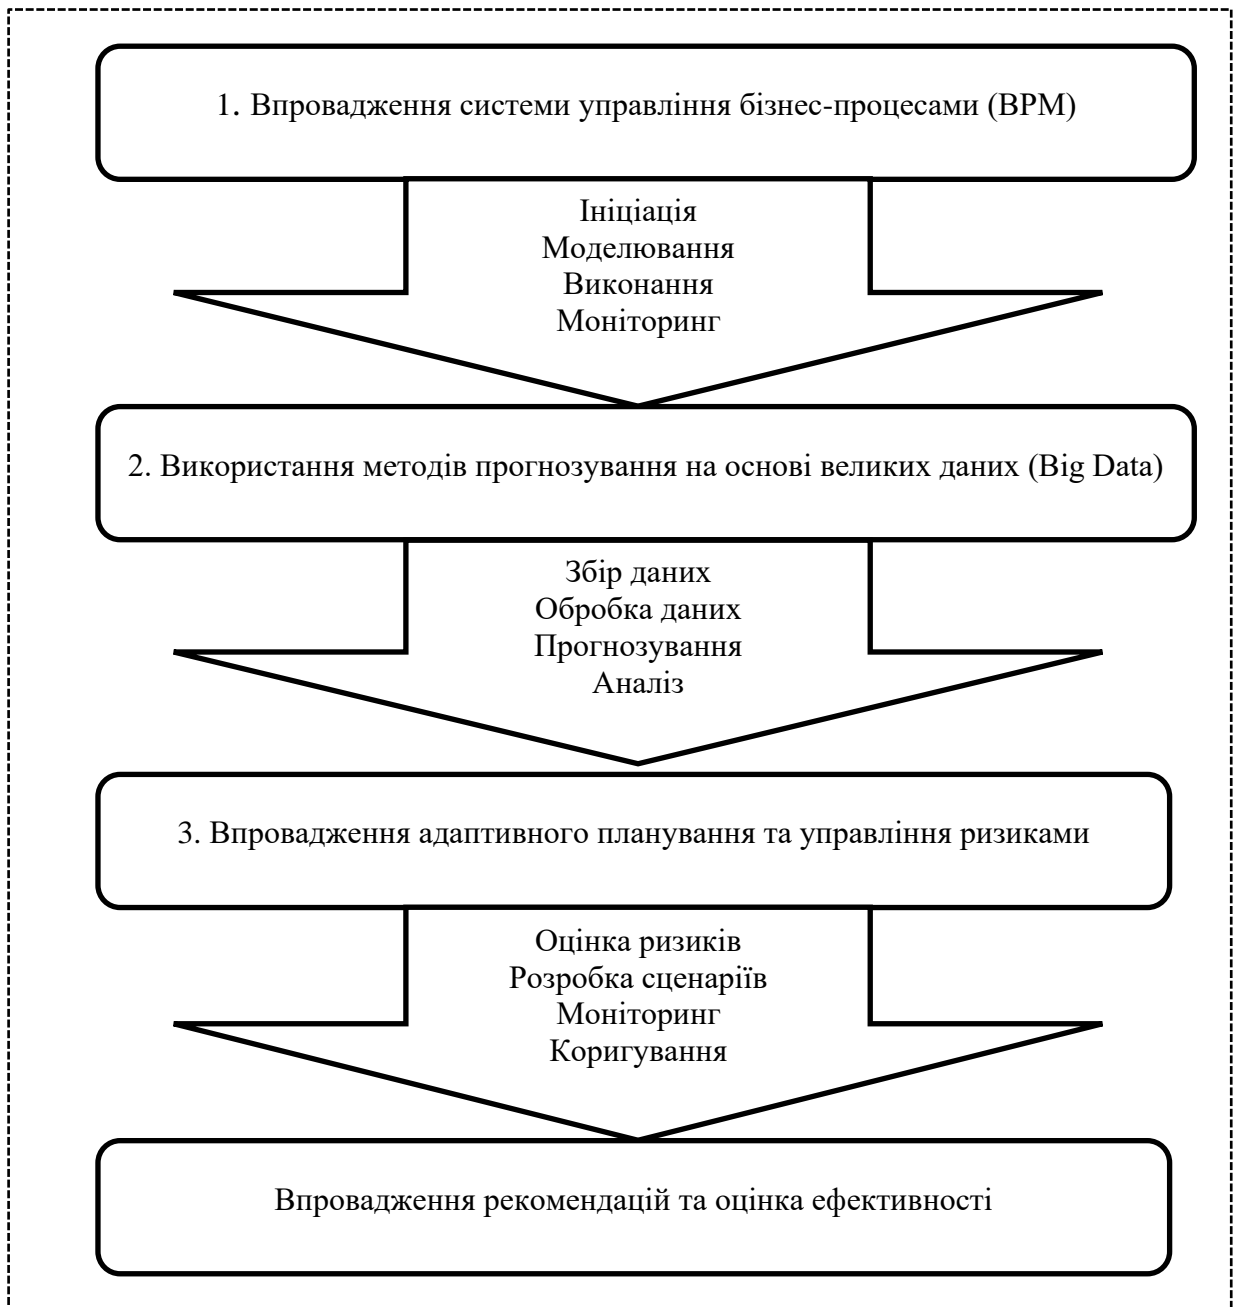 1. Впровадження системи управління бізнес-процесами (BPM)
Ініціація
Моделювання
Виконання
Моніторинг
2. Використання методів прогнозування на основі великих даних (Big Data)
Збір даних
Обробка даних
Прогнозування
Аналіз
3. Впровадження адаптивного планування та управління ризиками
Оцінка ризиків
Розробка сценаріїв
Моніторинг
Коригування
Впровадження рекомендацій та оцінка ефективності